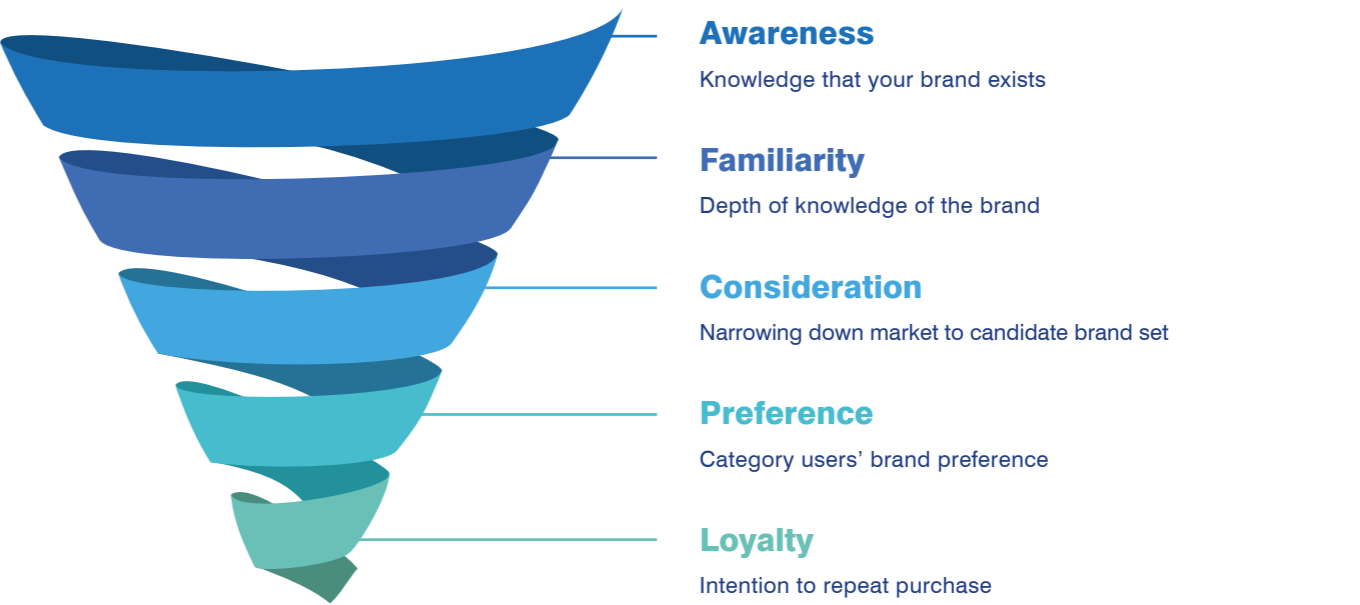 Awareness
Knowledge that your brand exists
Familiarity
Depth of knowledge of the brand
Consideration
Narrowing down market to candidate brand set
Preference
Category users’ brand preference
Loyalty
Intention to repeat purchase